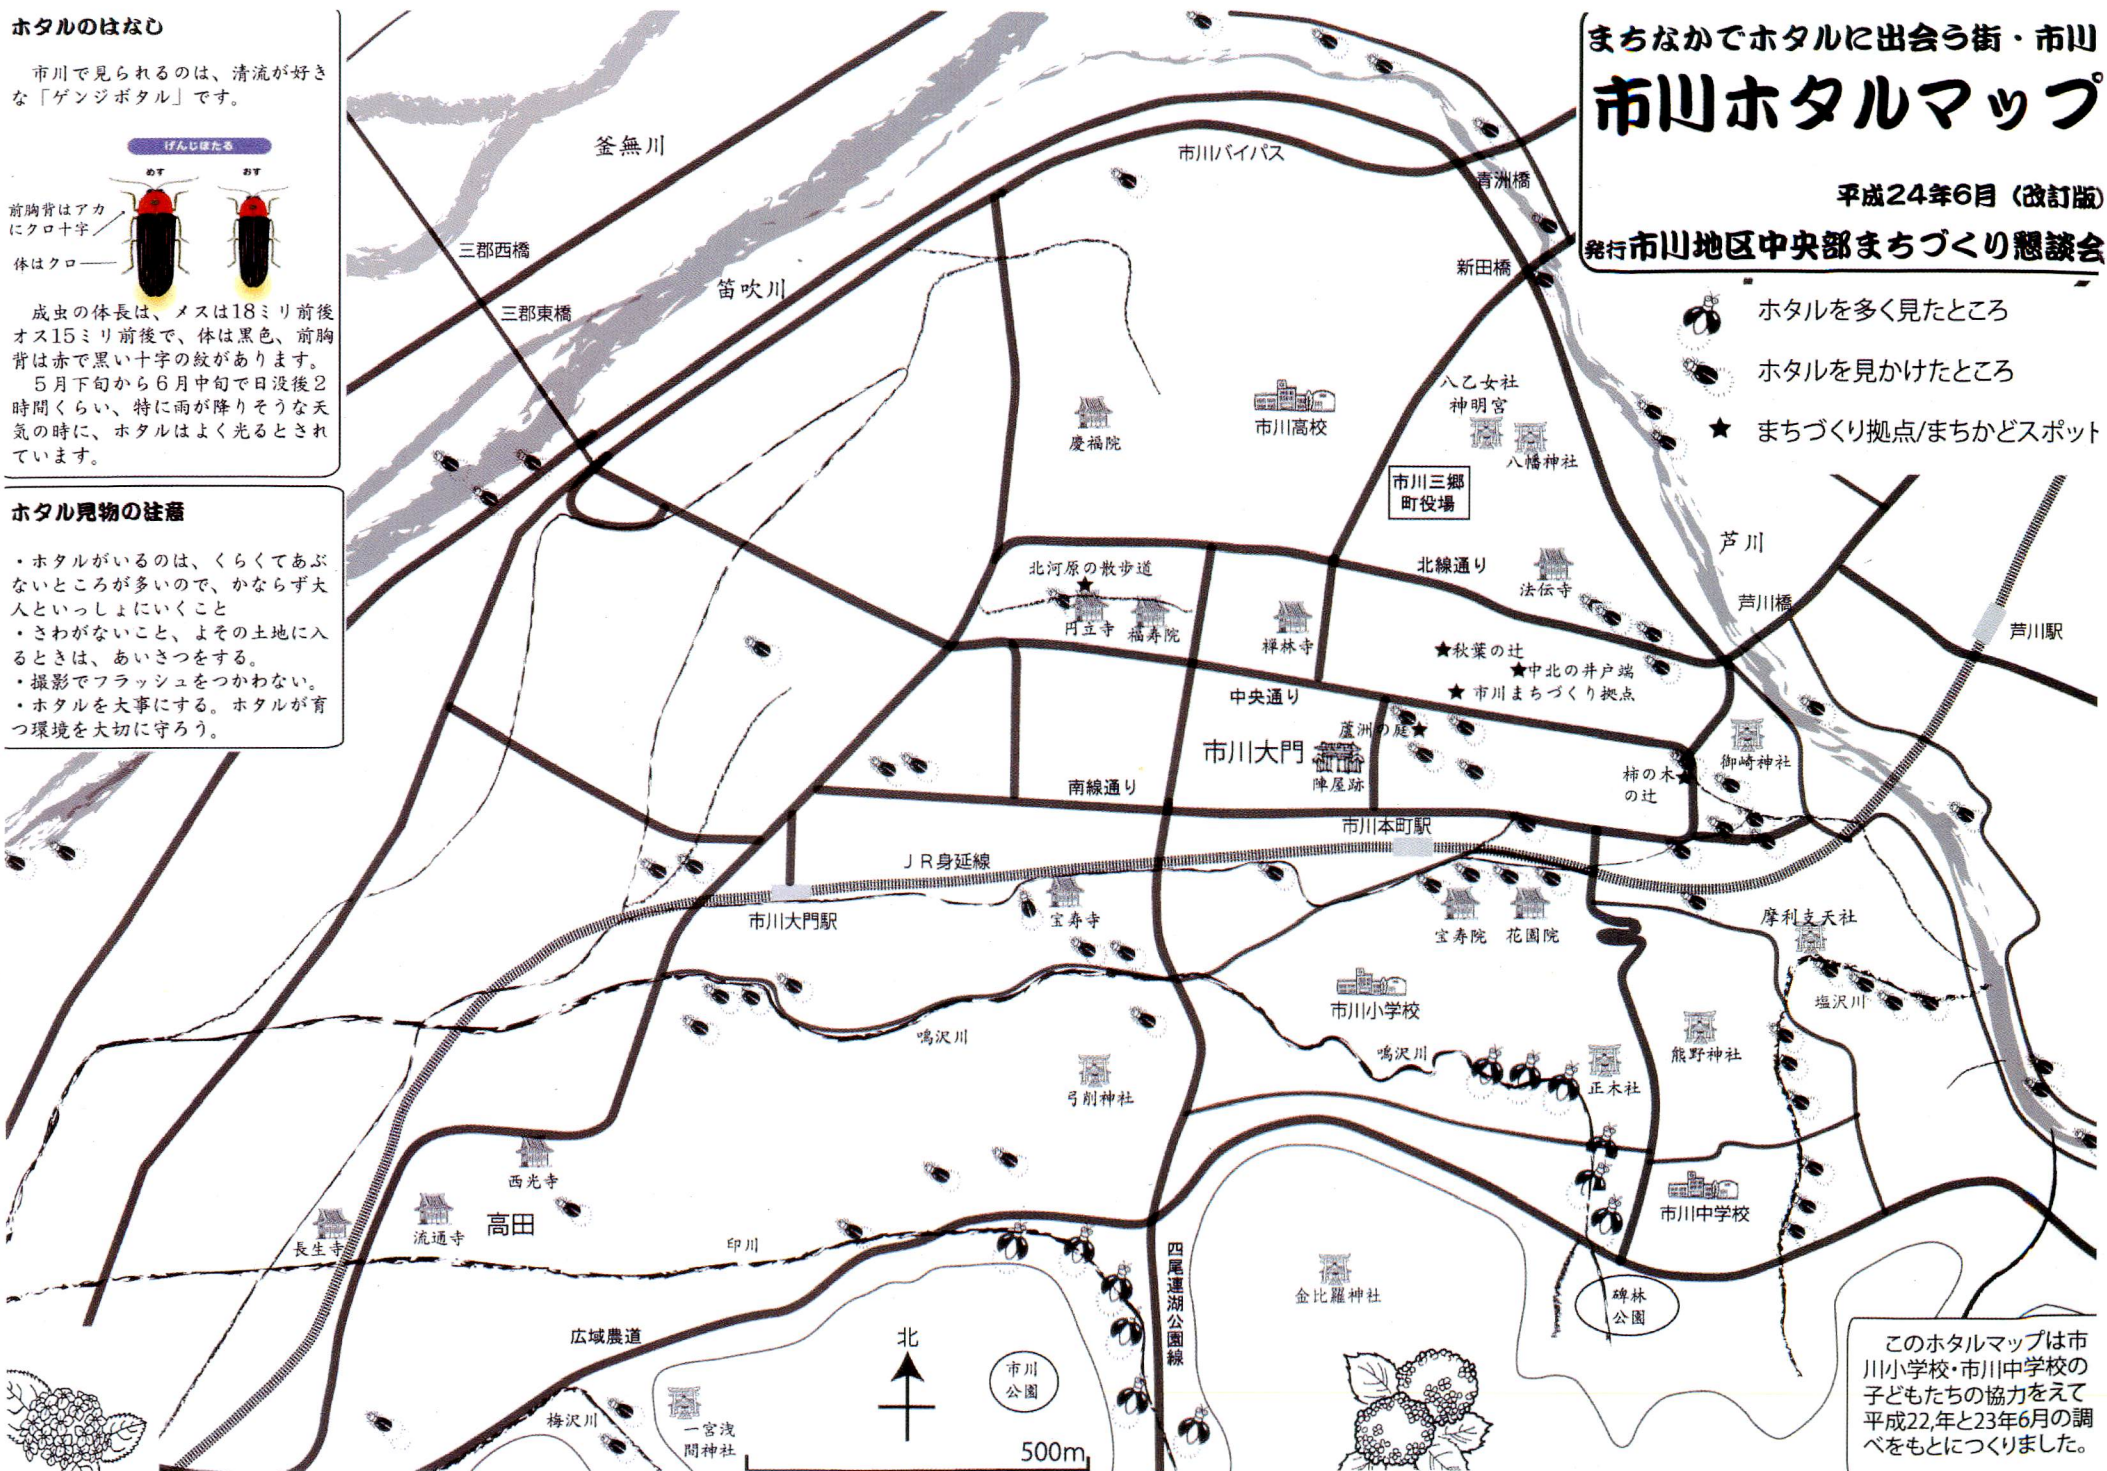 ホタルのはなし
市川で見られるのは、清流が好き
な「ゲンジボタル」です。
げんじぼたる
めす
おす
前胸背はアカ
にクロ十字
体はクロ
成虫の体長は、メスは18ミリ前後
オス15ミリ前後で、体は黒色、前胸
背は赤で黒い十字の紋があります。
5月下旬から6月中旬で日没後2
時間くらい、特に雨が降りそうな天
気の時に、ホタルはよく光るとされ
ています。
ホタル見物の注意
・ホタルがいるのは、くらくてあぶ
ないところが多いので、かならず大
人といっしょにいくこと
・さわがないこと、よその土地に入
るときは、あいさつをする。
・撮影でフラッシュをつかわない。
・ホタルを大事にする。ホタルが育
つ環境を大切に守ろう。
まちなかでホタルに出会う街・市川
市川ホタルマップ
平成24年6月（改訂版）
発行市川地区中央部まちづくり懇談会
ホタルを多く見たところ
ホタルを見かけたところ
★ まちづくり拠点/まちかどスポット
釜無川
三郡西橋
三郡東橋
笛吹川
市川バイパス
青洲橋
新田橋
慶福院
市川高校
八乙女社
神明宮
八幡神社
市川三郷
町役場
芦川
北線通り
法伝寺
芦川橋
芦川駅
北河原の散歩道
円立寺
福寿院
禅林寺
★秋葉の辻
★中北の井戸端
★ 市川まちづくり拠点
中央通り
蘆洲の庭★
市川大門
陣屋跡
御崎神社
柿の木★
の辻
南線通り
市川本町駅
JR身延線
市川大門駅
宝寿寺
宝寿院
花園院
摩利支天社
塩沢川
市川小学校
鳴沢川
鳴沢川
正木社
熊野神社
弓削神社
西光寺
高田
流通寺
長生寺
印川
市川中学校
四尾連湖公園線
金比羅神社
碑林
公園
広域農道
北
市川
公園
梅沢川
一宮浅
間神社
500m
このホタルマップは市
川小学校・市川中学校の
子どもたちの協力をえて
平成22,年と23年6月の調
べをもとにつくりました。